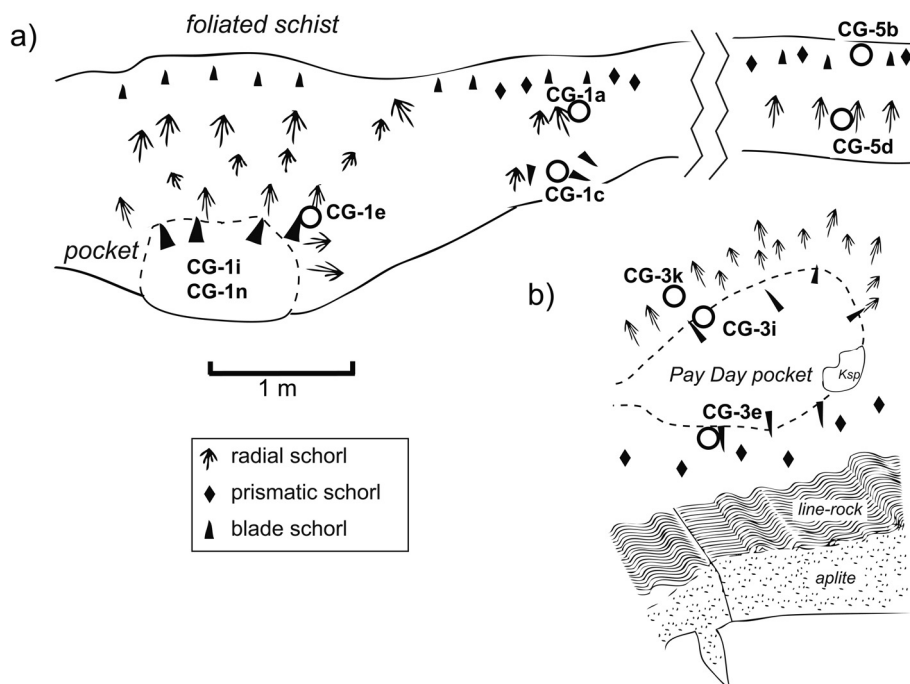 a)
foliated schist
CG-5b
CG-1a
CG-5d
CG-1c
CG-1e
pocket
CG-1i
CG-1n
1 m
b)
CG-3k
CG-3i
Pay Day pocket
Ksp
CG-3e
radial schorl
prismatic schorl
blade schorl
line-rock
aplite